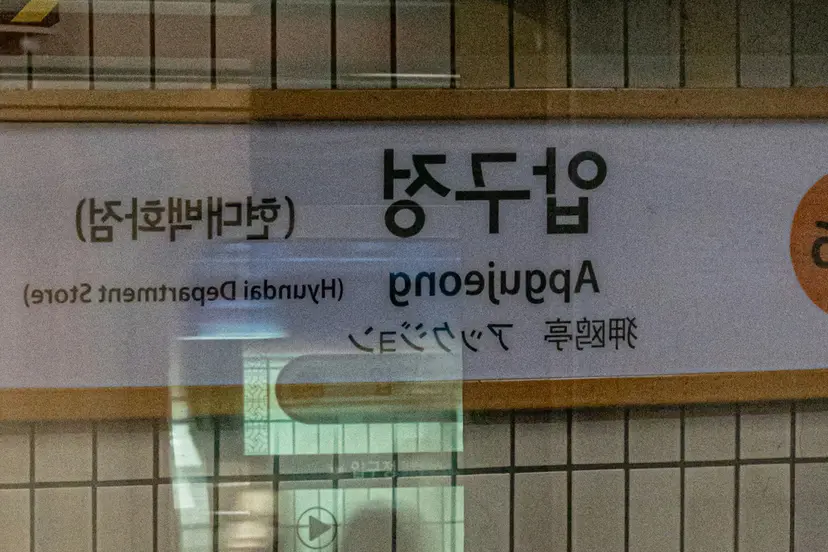 압구정
(현대백화점)
Apgujeong
(Hyundai Department Store)
狎鸥亭 アックジョン